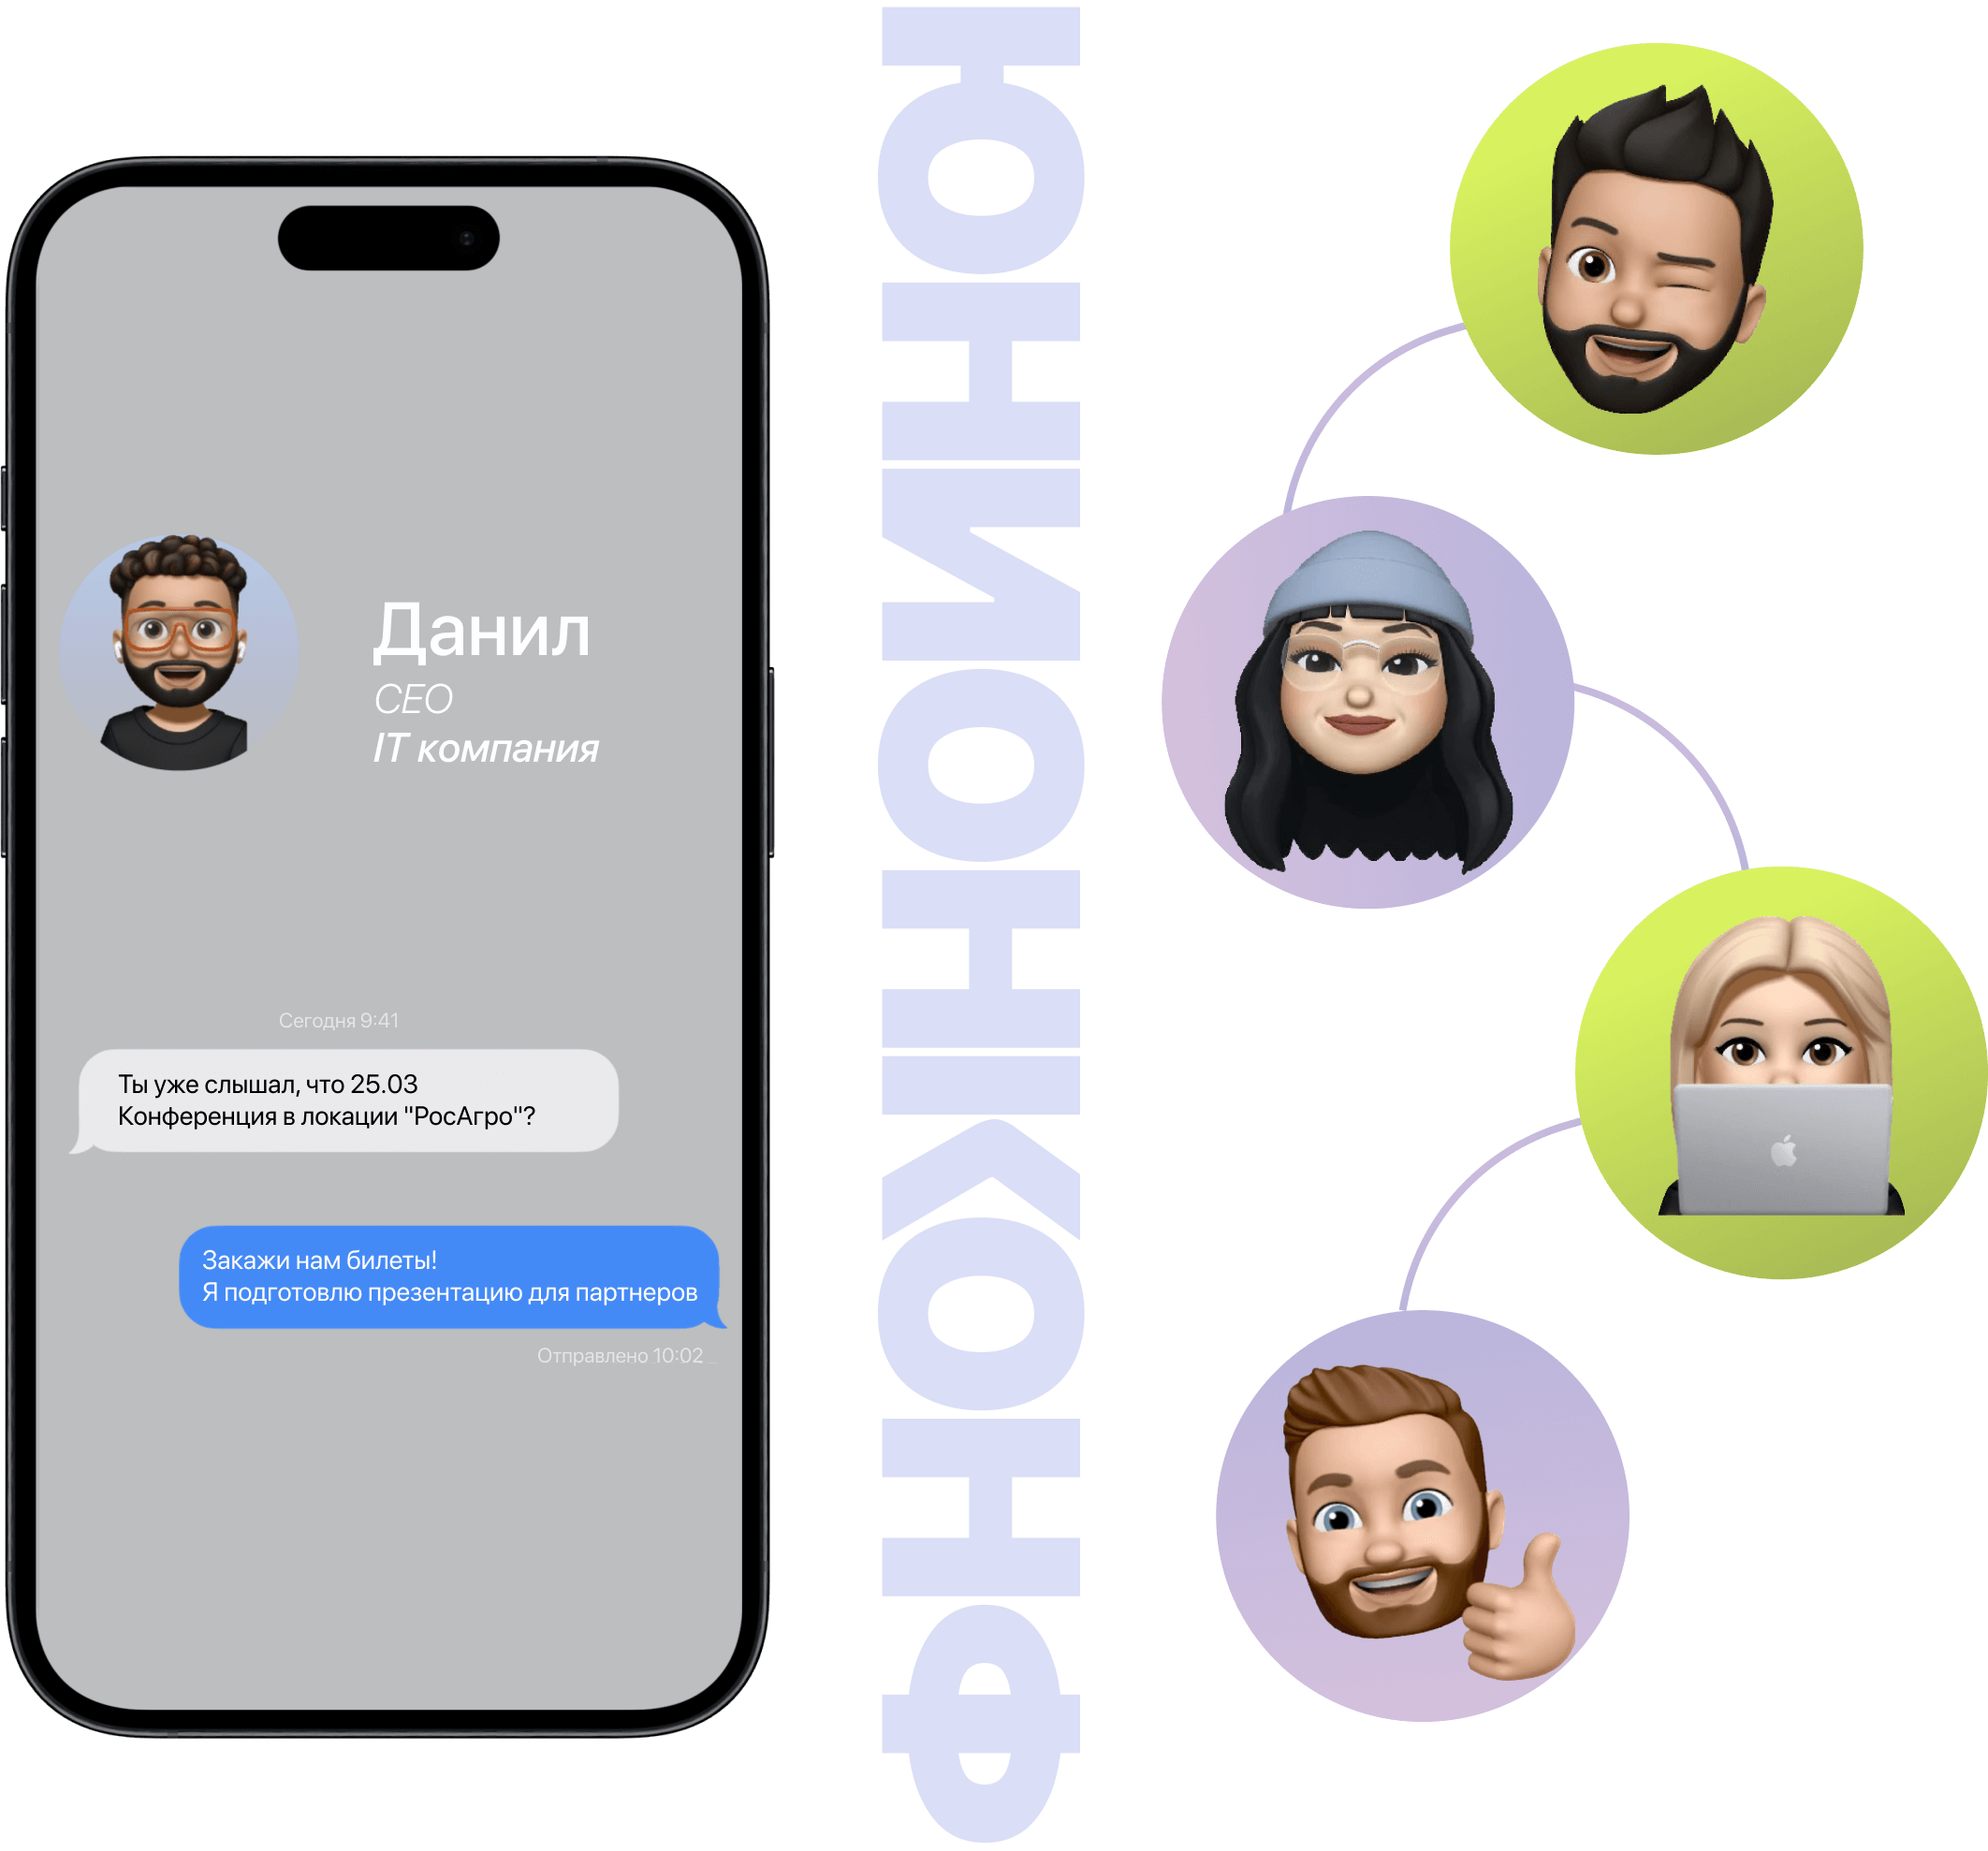 Данил
CEO
IT компания
Сегодня 9:41
Ты уже слышал, что 25.03
Конференция в локации "РосАгро"?
Закажи нам билеты!
Я подготовлю презентацию для партнеров
Отправлено 10:02
ЮНИОНКОНФ